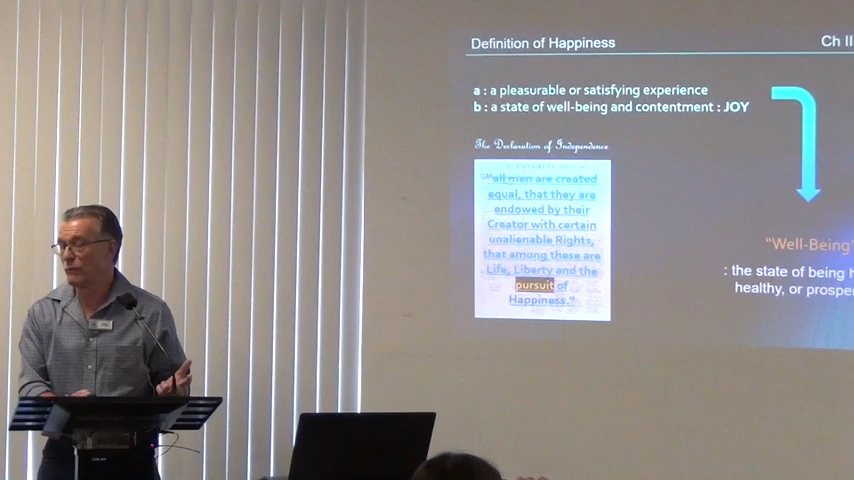 Definition of Happiness
Ch II
a : a pleasurable or satisfying experience
b : a state of well-being and contentment : JOY
The Declaration of Independence
all men are created
equal, that they are
endowed by their
Creator with certain
unalienable Rights,
that among these are
Life, Liberty and the
pursuit of
Happiness."
"Well-Being"
: the state of being h
healthy, or prospe